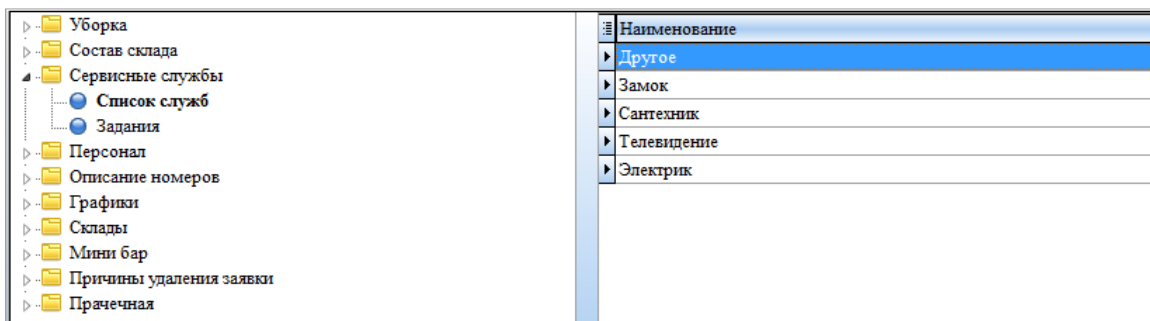 Уборка
Состав склада
Сервисные службы
Список служб
Задания
Персонал
Описание номеров
Графики
Склады
Мини бар
Причины удаления заявки
Прачечная
Наименование
Другое
Замок
Сантехник
Телевидение
Электрик